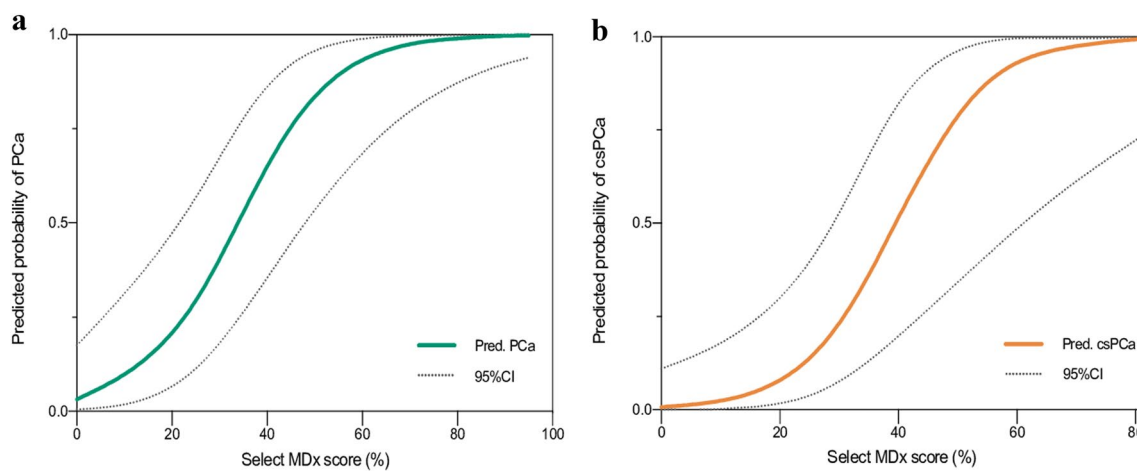 a
1.0
0.5
0.0
Predicted probability of PCa
Pred. PCa
95%CI
0 20 40 60 80 100
Select MDx score (%)
b
1.0
0.5
0.0
Predicted probability of csPCa
Pred. csPCa
95%CI
0 20 40 60 80
Select MDx score (%)